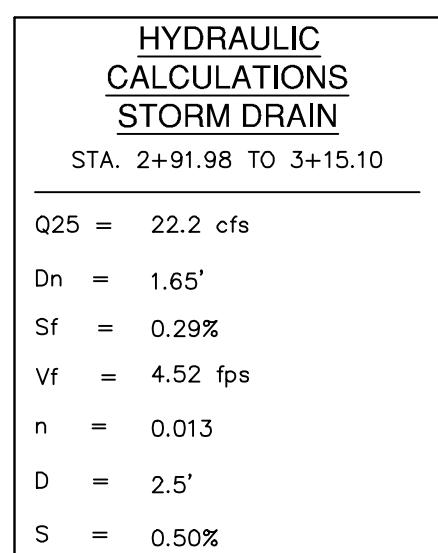 HYDRAULIC
CALCULATIONS
STORM DRAIN
STA. 2+91.98 TO 3+15.10
Q25 = 22.2 cfs
Dn = 1.65'
Sf = 0.29%
Vf = 4.52 fps
n = 0.013
D = 2.5'
S = 0.50%